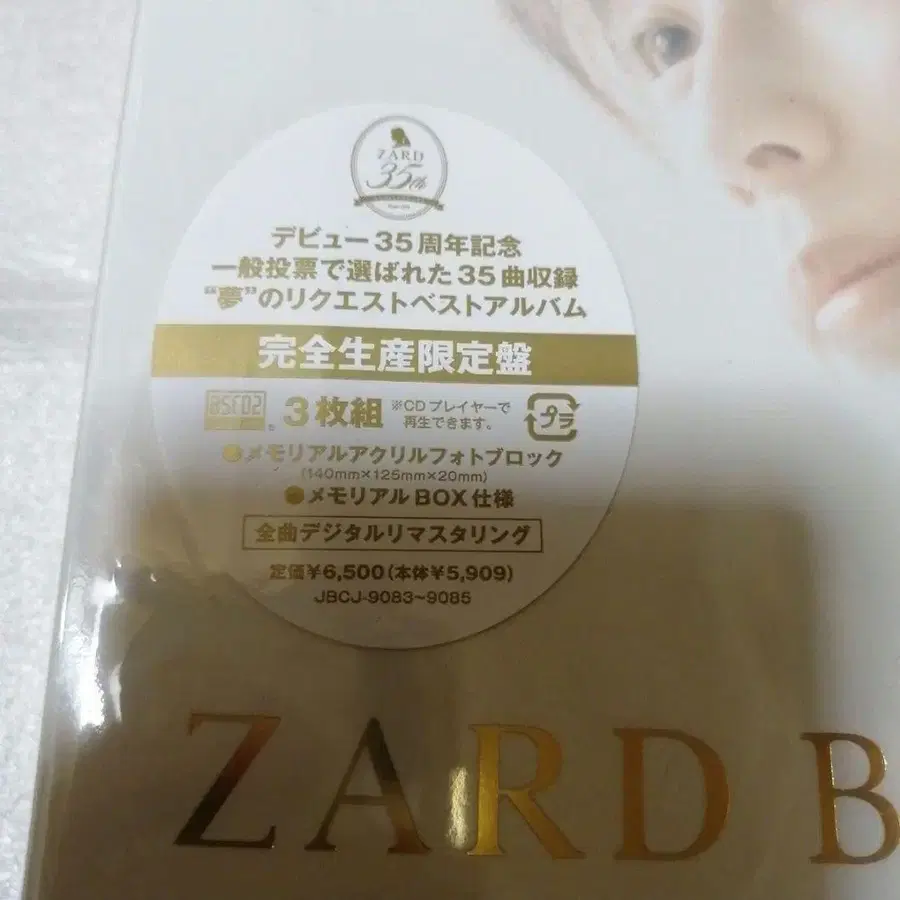 ZARD
35th
デビュー35周年記念
一般投票で選ばれた35曲収録
“夢”のリクエストベストアルバム
完全生産限定盤
BSCD2 3枚組 ※CDプレイヤーで
再生できます。
プラ
●メモリアルアクリルフォトブロック
(140mm×125mm×20mm)
●メモリアルBOX仕様
全曲デジタルリマスタリング
定価¥6,500(本体¥5,909)
JBCJ-9083~9085
ZARD B